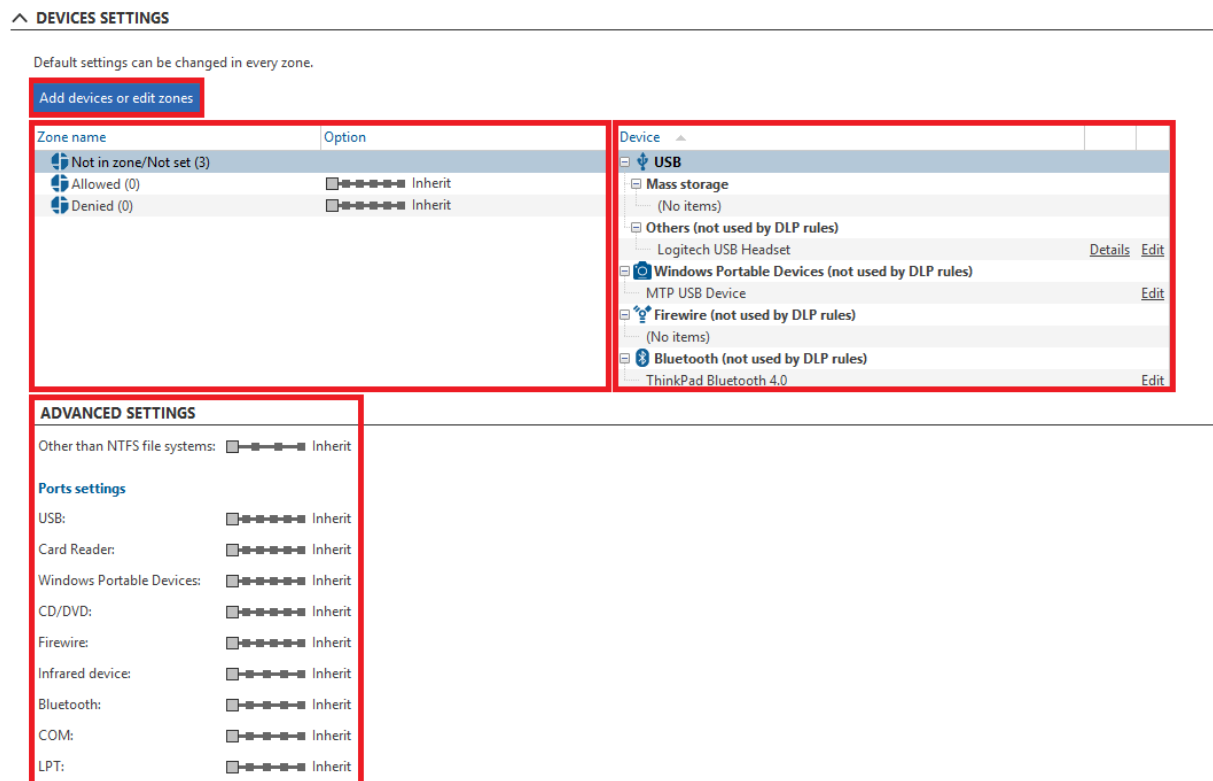 DEVICES SETTINGS
Default settings can be changed in every zone.
Add devices or edit zones
Zone name Option
Not in zone/Not set (3)
Allowed (0) Inherit
Denied (0) Inherit
Device
USB
Mass storage
(No items)
Others (not used by DLP rules)
Logitech USB Headset Details Edit
Windows Portable Devices (not used by DLP rules)
MTP USB Device Edit
Firewire (not used by DLP rules)
(No items)
Bluetooth (not used by DLP rules)
ThinkPad Bluetooth 4.0 Edit
ADVANCED SETTINGS
Other than NTFS file systems: Inherit
Ports settings
USB: Inherit
Card Reader: Inherit
Windows Portable Devices: Inherit
CD/DVD: Inherit
Firewire: Inherit
Infrared device: Inherit
Bluetooth: Inherit
COM: Inherit
LPT: Inherit